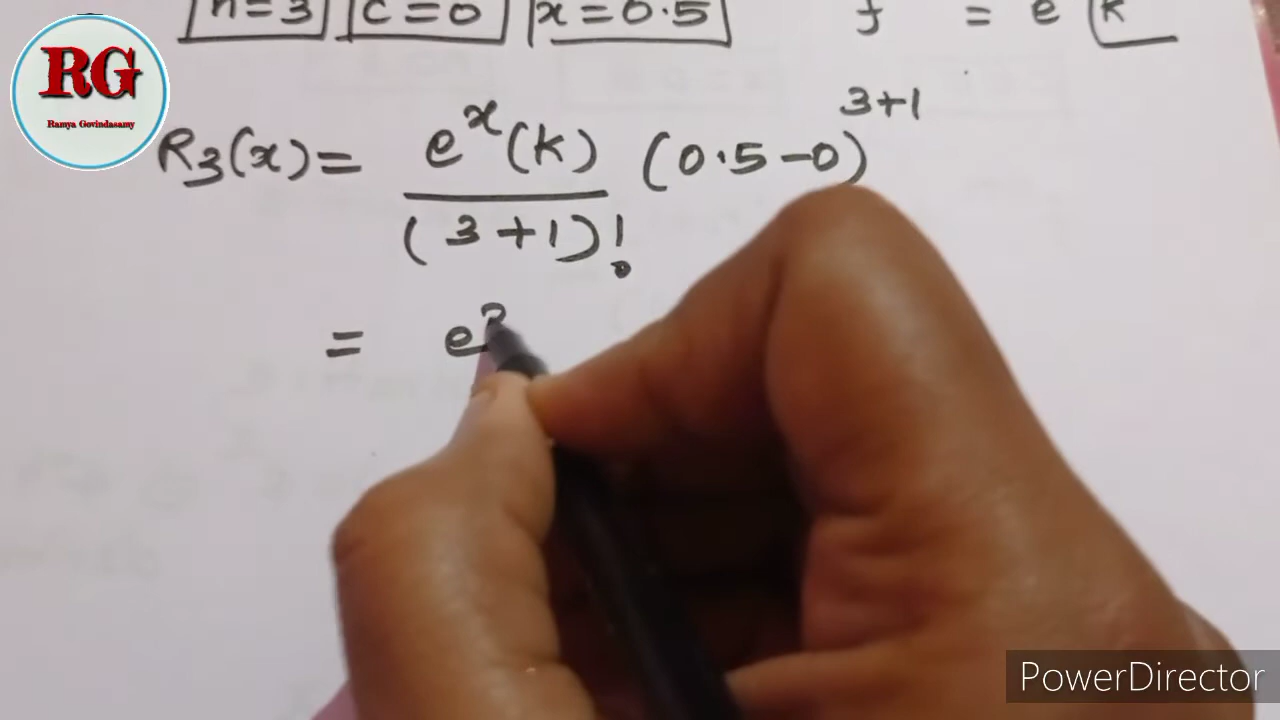 n=3 c=0 x=0.5 f = e k
RG
Ramya Govindasamy
R3(x)= e^x(k) (0.5-0)^3+1
(3+1)!
= e
PowerDirector